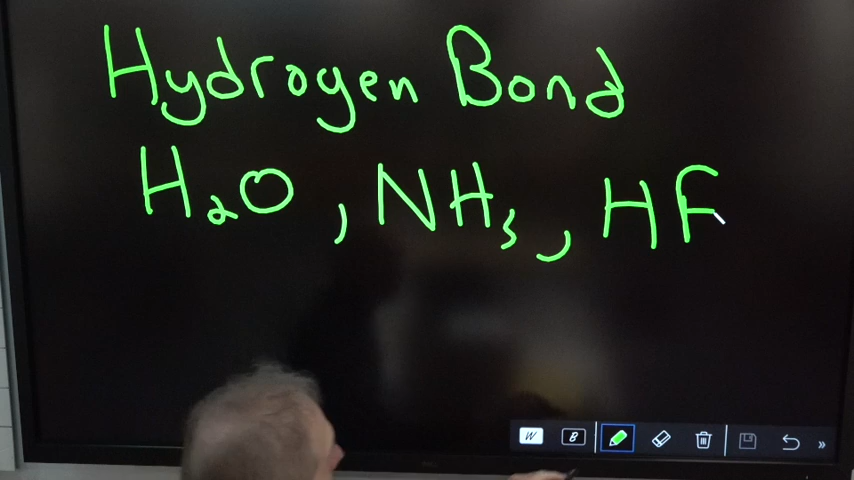 Hydrogen Bond
H₂O, NH₃, HF
W B »